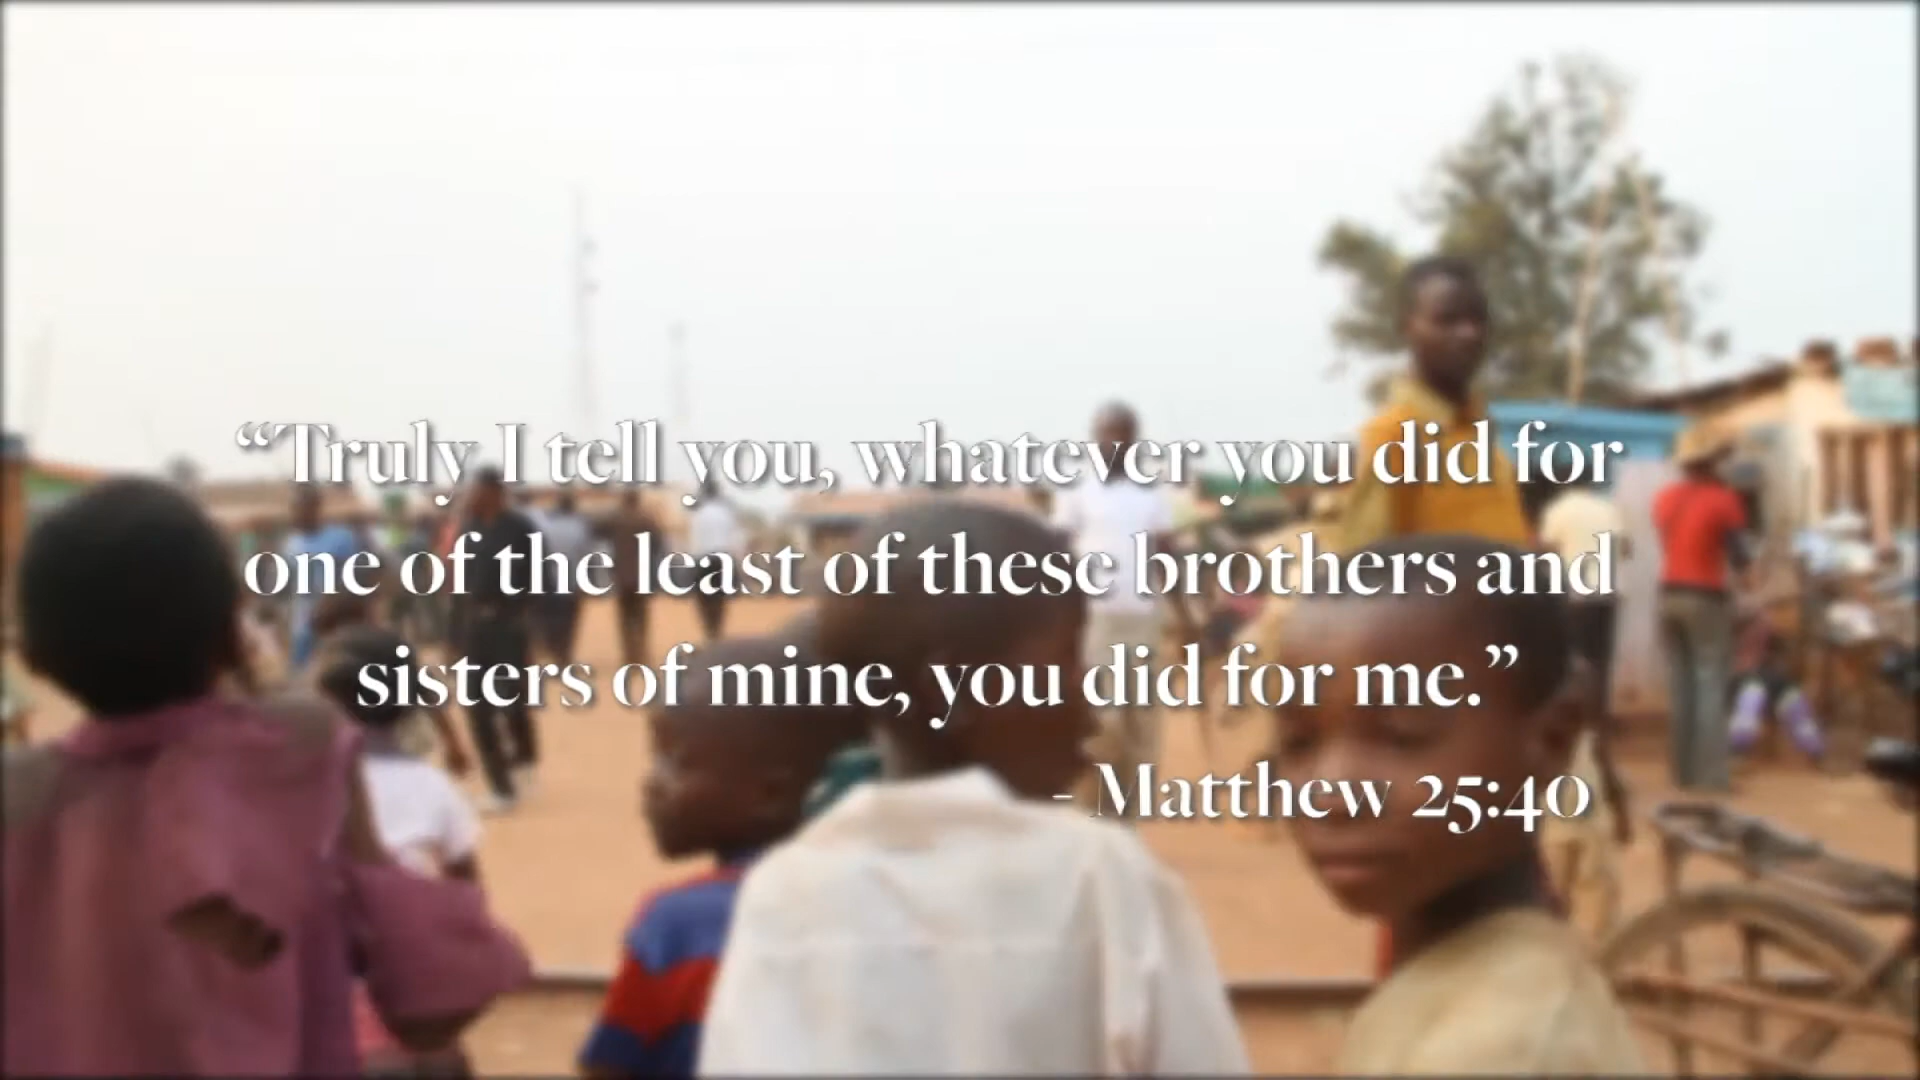 “Truly I tell you, whatever you did for
one of the least of these brothers and
sisters of mine, you did for me.”
- Matthew 25:40